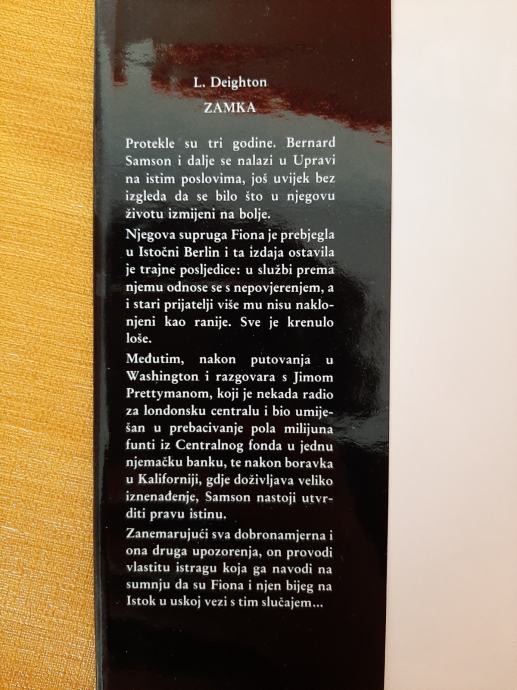 L. Deighton
ZAMKA
Protekle su tri godine. Bernard
Samson i dalje se nalazi u Upravi
na istim poslovima, još uvijek bez
izgleda da se bilo što u njegovu
životu izmijeni na bolje.
Njegova supruga Fiona je prebjegla
u Istočni Berlin i ta izdaja ostavila
je trajne posljedice: u službi prema
njemu odnose se s nepovjerenjem, a
i stari prijatelji više mu nisu naklo-
njeni kao ranije. Sve je krenulo
loše.
Međutim, nakon putovanja u
Washington i razgovara s Jimom
Prettymanom, koji je nekada radio
za londonsku centralu i bio umije-
šan u prebacivanje pola milijuna
funti iz Centralnog fonda u jednu
njemačku banku, te nakon boravka
u Kaliforniji, gdje doživljava veliko
iznenađenje, Samson nastoji utvr-
diti pravu istinu.
Zanemarujući sva dobronamjerna i
ona druga upozorenja, on provodi
vlastitu istragu koja ga navodi na
sumnju da su Fiona i njen bijeg na
Istok u uskoj vezi s tim slučajem...